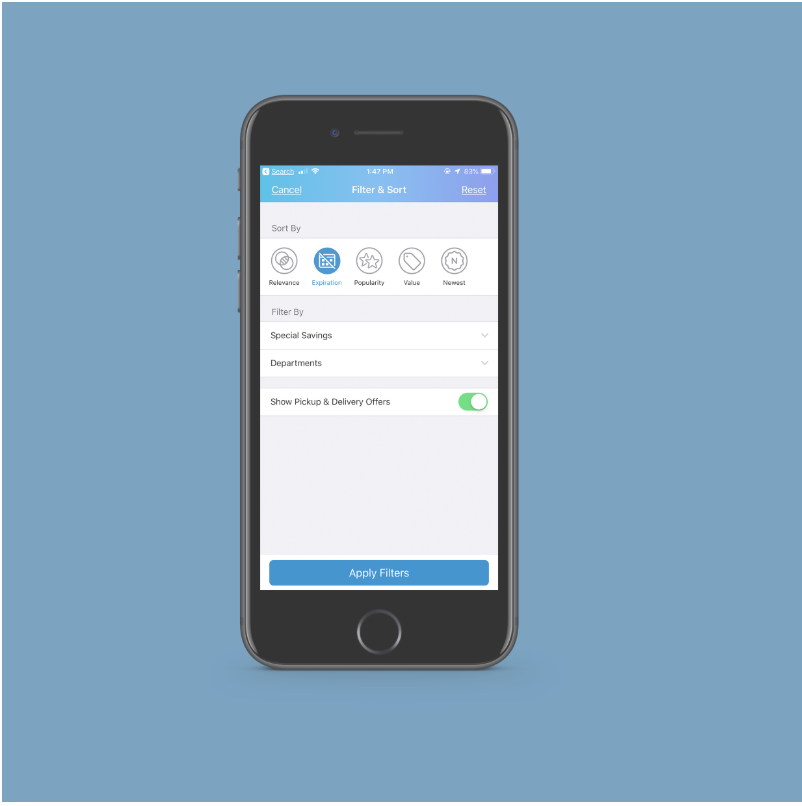 Search 1:47 PM 83%
Cancel Filter & Sort Reset
Sort By
Relevance Expiration Popularity Value Newest
Filter By
Special Savings
Departments
Show Pickup & Delivery Offers
Apply Filters